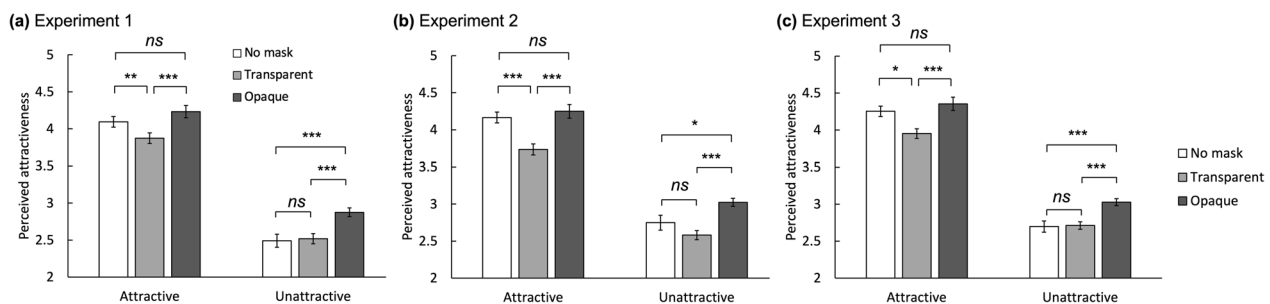 (a) Experiment 1
ns
** ***
***
***
ns
5
4.5
4
3.5
3
2.5
2
Perceived attractiveness
No mask
Transparent
Opaque
Attractive Unattractive
(b) Experiment 2
ns
*** ***
*
***
ns
5
4.5
4
3.5
3
2.5
2
Perceived attractiveness
Attractive Unattractive
(c) Experiment 3
ns
* ***
***
***
ns
5
4.5
4
3.5
3
2.5
2
Perceived attractiveness
Attractive Unattractive
No mask
Transparent
Opaque